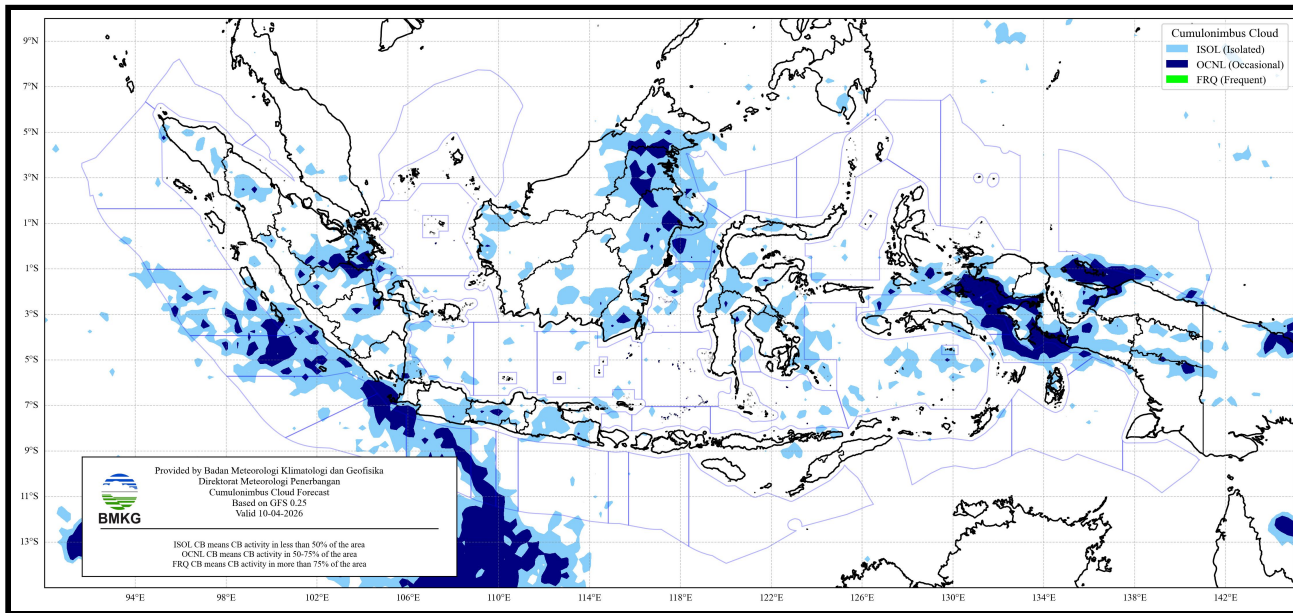 Cumulonimbus Cloud
ISOL (Isolated)
OCNL (Occasional)
FRQ (Frequent)
9°N
7°N
5°N
3°N
1°N
1°S
3°S
5°S
7°S
9°S
11°S
13°S
Provided by Badan Meteorologi Klimatologi dan Geofisika
Direktorat Meteorologi Penerbangan
Cumulonimbus Cloud Forecast
Based on GFS 0.25
Valid 10-04-2026
BMKG
ISOL CB means CB activity in less than 50% of the area
OCNL CB means CB activity in 50-75% of the area
FRQ CB means CB activity in more than 75% of the area
94°E 98°E 102°E 106°E 110°E 114°E 118°E 122°E 126°E 130°E 134°E 138°E 142°E